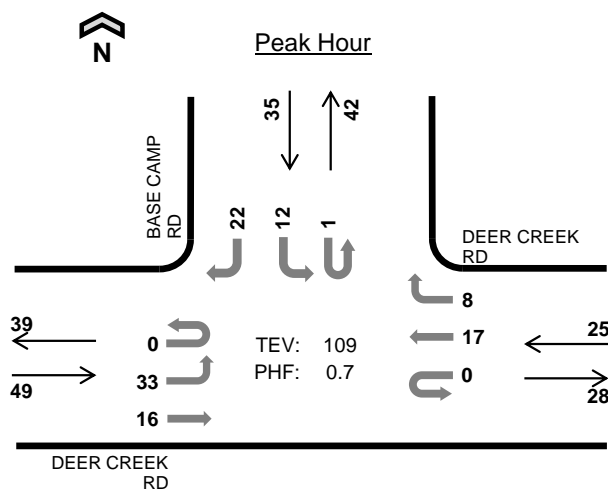 N
Peak Hour
35
42
BASE CAMP
RD
22
12
1
DEER CREEK
RD
8
39
0
TEV: 109
17
25
49
33
PHF: 0.7
0
28
16
DEER CREEK
RD